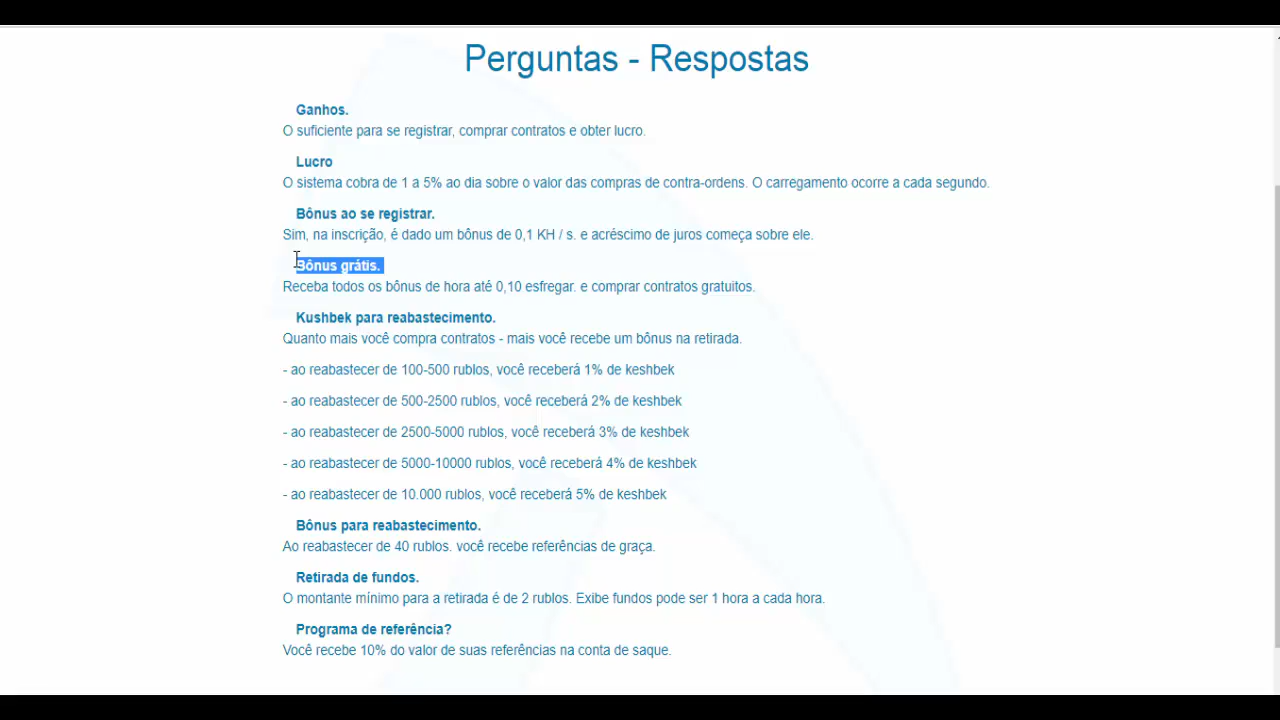 Perguntas - Respostas
Ganhos.
O suficiente para se registrar, comprar contratos e obter lucro.
Lucro
O sistema cobra de 1 a 5% ao dia sobre o valor das compras de contra-ordens. O carregamento ocorre a cada segundo.
Bônus ao se registrar.
Sim, na inscrição, é dado um bônus de 0,1 KH / s. e acréscimo de juros começa sobre ele.
Bônus grátis.
Receba todos os bônus de hora até 0,10 esfregar. e comprar contratos gratuitos.
Kushbek para reabastecimento.
Quanto mais você compra contratos - mais você recebe um bônus na retirada.
- ao reabastecer de 100-500 rublos, você receberá 1% de keshbek
- ao reabastecer de 500-2500 rublos, você receberá 2% de keshbek
- ao reabastecer de 2500-5000 rublos, você receberá 3% de keshbek
- ao reabastecer de 5000-10000 rublos, você receberá 4% de keshbek
- ao reabastecer de 10.000 rublos, você receberá 5% de keshbek
Bônus para reabastecimento.
Ao reabastecer de 40 rublos. você recebe referências de graça.
Retirada de fundos.
O montante mínimo para a retirada é de 2 rublos. Exibe fundos pode ser 1 hora a cada hora.
Programa de referência?
Você recebe 10% do valor de suas referências na conta de saque.